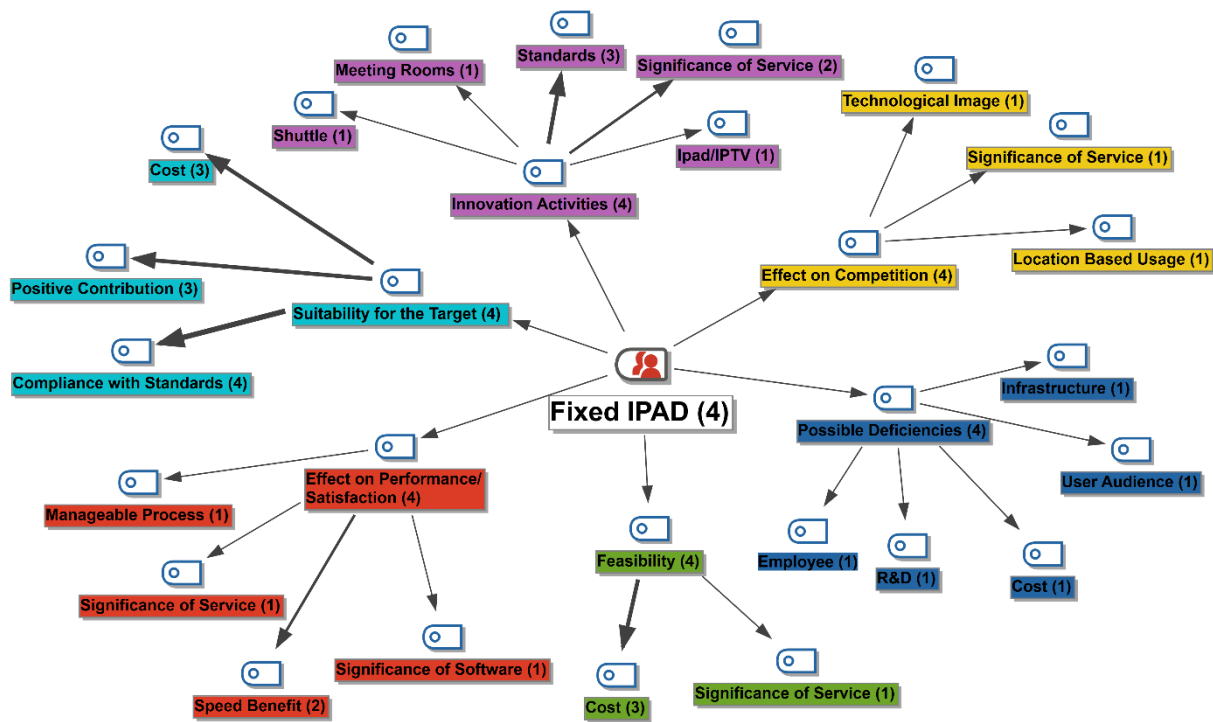 Standards (3)
Significance of Service (2)
Meeting Rooms (1)
Technological Image (1)
Shuttle (1)
Ipad/IPTV (1)
Significance of Service (1)
Cost (3)
Innovation Activities (4)
Location Based Usage (1)
Effect on Competition (4)
Positive Contribution (3)
Suitability for the Target (4)
Compliance with Standards (4)
Infrastructure (1)
Fixed IPAD (4)
Possible Deficiencies (4)
Effect on Performance/
Satisfaction (4)
User Audience (1)
Manageable Process (1)
Feasibility (4)
Employee (1)
R&D (1)
Cost (1)
Significance of Service (1)
Significance of Software (1)
Significance of Service (1)
Speed Benefit (2)
Cost (3)